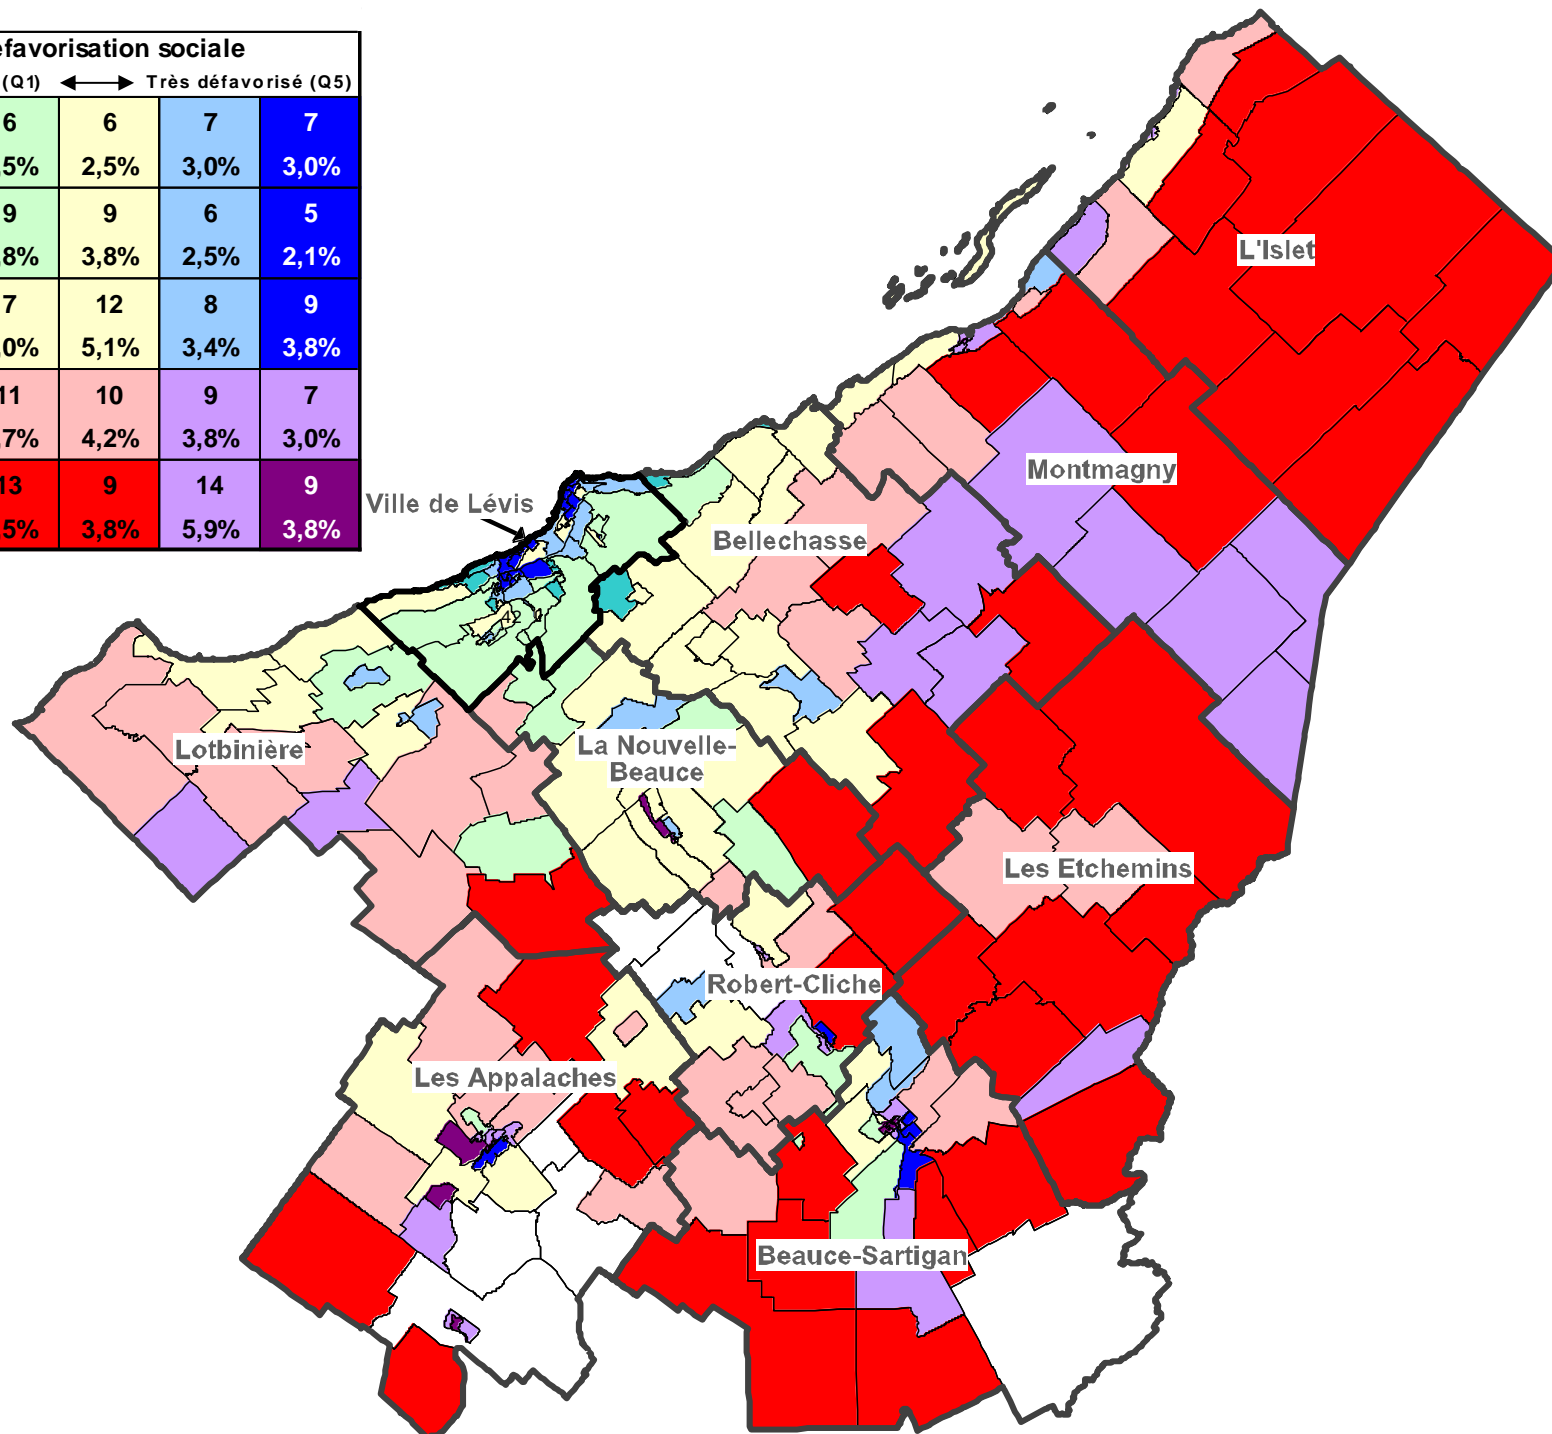 éfavorisation sociale
(Q1) Très défavorisé (Q5)
6 6 7 7
,5% 2,5% 3,0% 3,0%
9 9 6 5
,8% 3,8% 2,5% 2,1%
7 12 8 9
,0% 5,1% 3,4% 3,8%
11 10 9 7
,7% 4,2% 3,8% 3,0%
13 9 14 9
,5% 3,8% 5,9% 3,8%
L'Islet
Montmagny
Ville de Lévis
Bellechasse
42
Lotbinière
La Nouvelle-
Beauce
Les Etchemins
Robert-Cliche
Les Appalaches
Beauce-Sartigan